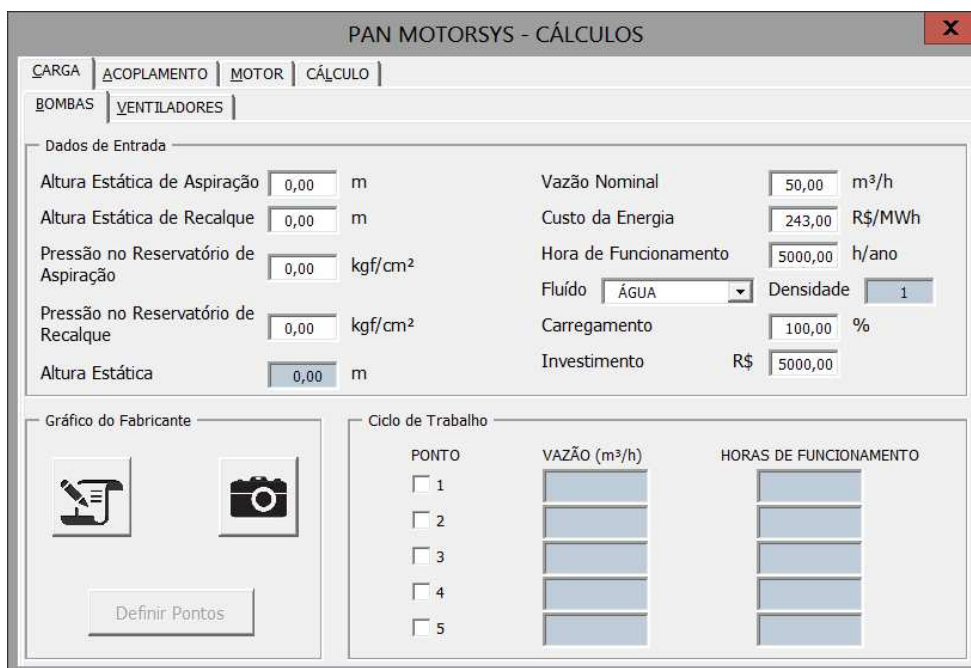 PAN MOTORSYS - CÁLCULOS
X
CARGA ACOPLAMENTO MOTOR CÁLCULO
BOMBAS VENTILADORES
Dados de Entrada
Altura Estática de Aspiração 0,00 m
Altura Estática de Recalque 0,00 m
Pressão no Reservatório de
Aspiração 0,00 kgf/cm²
Pressão no Reservatório de
Recalque 0,00 kgf/cm²
Altura Estática 0,00 m
Vazão Nominal 50,00 m³/h
Custo da Energia 243,00 R$/MWh
Hora de Funcionamento 5000,00 h/ano
Fluído ÁGUA Densidade 1
Carregamento 100,00 %
Investimento R$ 5000,00
Gráfico do Fabricante
Definir Pontos
Ciclo de Trabalho
PONTO VAZÃO (m³/h) HORAS DE FUNCIONAMENTO
1
2
3
4
5